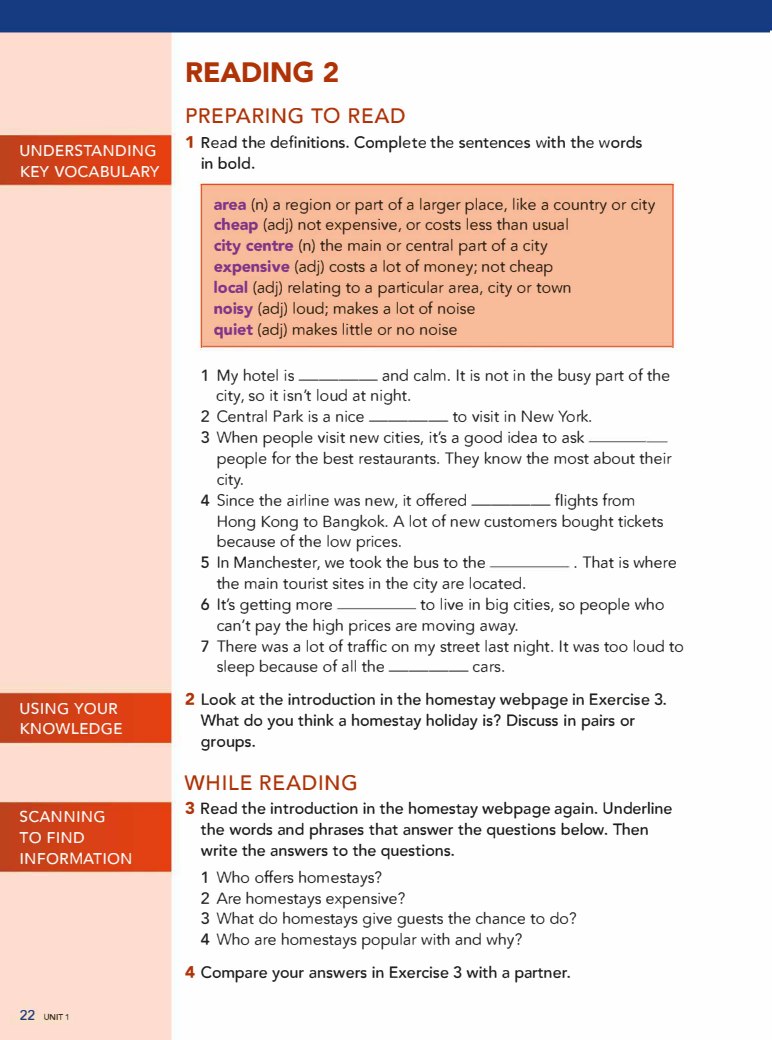 READING 2
PREPARING TO READ
UNDERSTANDING
KEY VOCABULARY
1 Read the definitions. Complete the sentences with the words
in bold.
area (n) a region or part of a larger place, like a country or city
cheap (adj) not expensive, or costs less than usual
city centre (n) the main or central part of a city
expensive (adj) costs a lot of money; not cheap
local (adj) relating to a particular area, city or town
noisy (adj) loud; makes a lot of noise
quiet (adj) makes little or no noise
1 My hotel is __________ and calm. It is not in the busy part of the
city, so it isn't loud at night.
2 Central Park is a nice __________ to visit in New York.
3 When people visit new cities, it's a good idea to ask __________
people for the best restaurants. They know the most about their
city.
4 Since the airline was new, it offered __________ flights from
Hong Kong to Bangkok. A lot of new customers bought tickets
because of the low prices.
5 In Manchester, we took the bus to the __________ . That is where
the main tourist sites in the city are located.
6 It's getting more __________ to live in big cities, so people who
can't pay the high prices are moving away.
7 There was a lot of traffic on my street last night. It was too loud to
sleep because of all the __________ cars.
USING YOUR
KNOWLEDGE
2 Look at the introduction in the homestay webpage in Exercise 3.
What do you think a homestay holiday is? Discuss in pairs or
groups.
WHILE READING
SCANNING
TO FIND
INFORMATION
3 Read the introduction in the homestay webpage again. Underline
the words and phrases that answer the questions below. Then
write the answers to the questions.
1 Who offers homestays?
2 Are homestays expensive?
3 What do homestays give guests the chance to do?
4 Who are homestays popular with and why?
4 Compare your answers in Exercise 3 with a partner.
22 UNIT 1